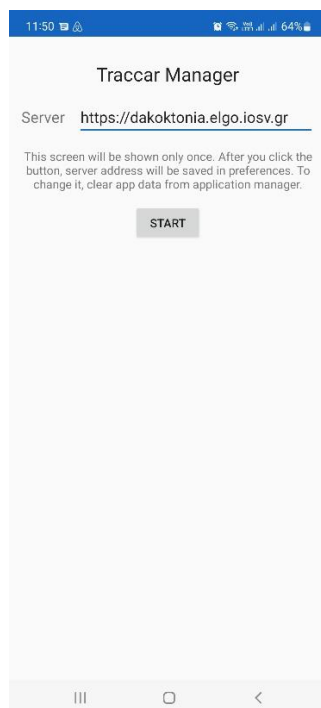 11:50 64%
Traccar Manager
Server https://dakoktonia.elgo.iosv.gr
This screen will be shown only once. After you click the
button, server address will be saved in preferences. To
change it, clear app data from application manager.
START